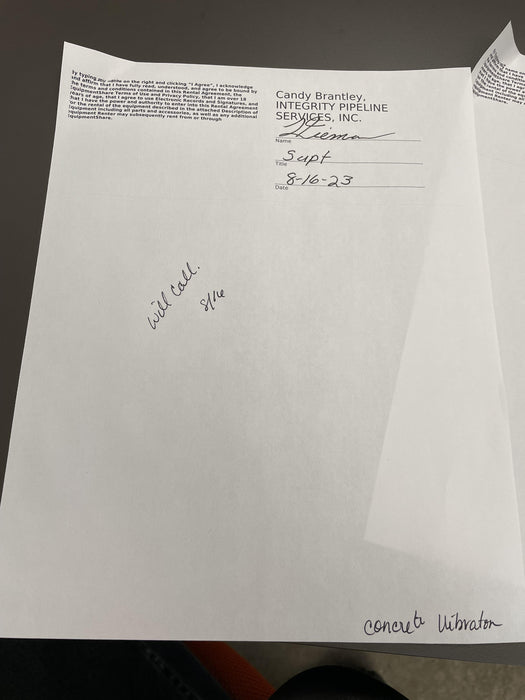 By typing my name on the right and clicking "I Agree", I acknowledge
and affirm that I have fully read, understood, and agree to be bound by
the terms and conditions contained in this Rental Agreement, the
EquipmentShare Terms of Use and Privacy Policy, that I am over 18
years of age, that I agree to use Electronic Records and Signatures, and
that I have the power and authority to enter into this Rental Agreement
for the rental of the equipment described in the attached Description of
Equipment including all parts and accessories, as well as any additional
equipment Renter may subsequently rent from or through
EquipmentShare.
Candy Brantley,
INTEGRITY PIPELINE
SERVICES, INC.
Name
Supt
Title
8-16-23
Date
Will Call.
8/16
concrete Vibrator